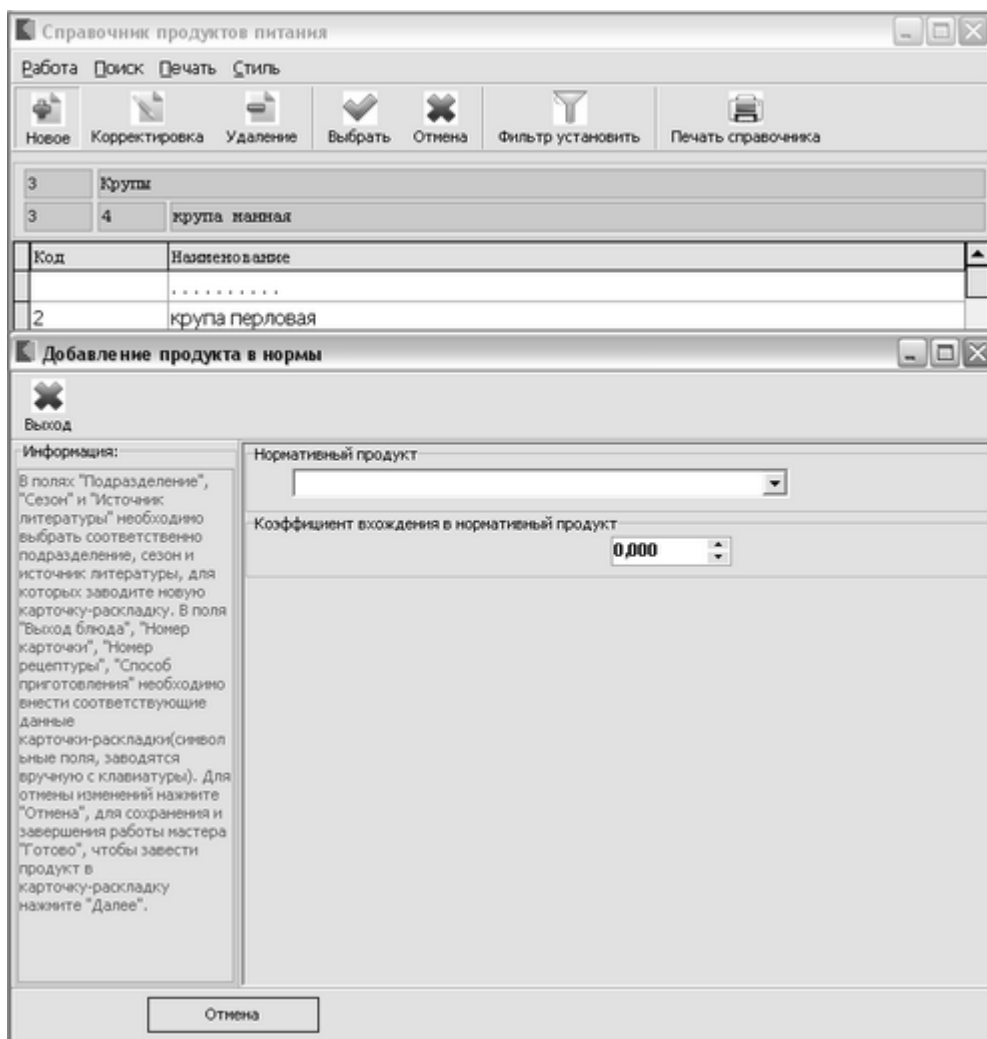 Справочник продуктов питания
Работа Поиск Печать Стиль
Новое Корректировка Удаление Выбрать Отмена Фильтр установить Печать справочника
3 Крупы
3 4 крупа манная
Код Наименование
. . . . . . . . . .
2 крупа перловая
Добавление продукта в нормы
Выход
Информация:
В полях "Подразделение",
"Сезон" и "Источник
литературы" необходимо
выбрать соответственно
подразделение, сезон и
источник литературы, для
которых заводите новую
карточку-раскладку. В поля
"Выход блюда", "Номер
карточки", "Номер
рецептуры", "Способ
приготовления" необходимо
внести соответствующие
данные
карточки-раскладки(символ
ьные поля, заводятся
вручную с клавиатуры). Для
отмены изменений нажмите
"Отмена", для сохранения и
завершения работы мастера
"Готово", чтобы завести
продукт в
карточку-раскладку
нажмите "Далее".
Нормативный продукт
Коэффициент вхождения в нормативный продукт
0,000
Отмена